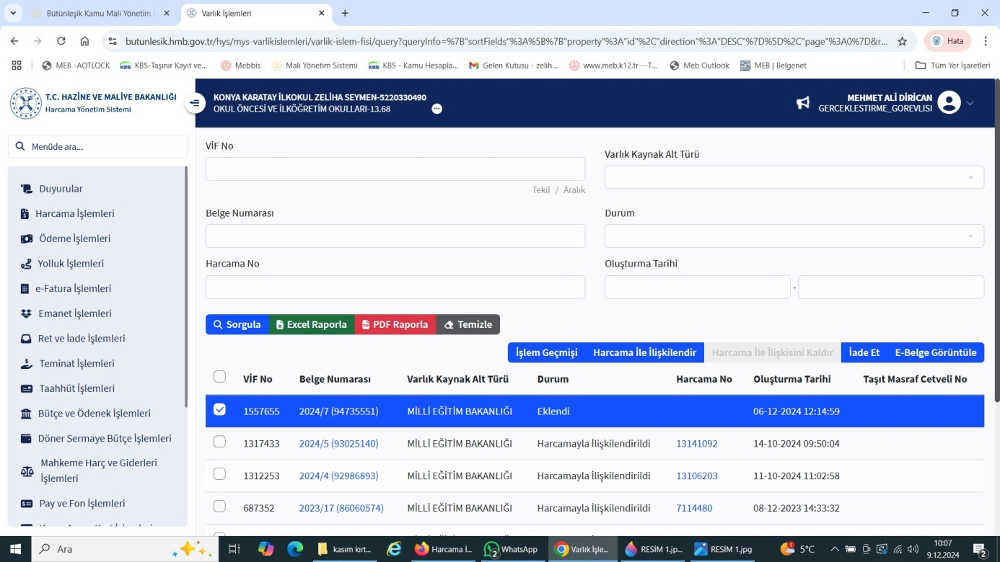 Bütünleşik Kamu Mali Yönetim
Varlık İşlemleri
butunlesik.hmb.gov.tr/hys/mys-varlikislemleri/varlik-islem-fisi/query?queryInfo=%7B"sortFields"%3A%5B%7B"property"%3A"id"%2C"direction"%3A"DESC"%7D%5D%2C"page"%3A0%7D&r...
Hata
MEB -AOTLOCK
KBS-Taşınır Kayıt ve...
Mebbis
Mali Yönetim Sistemi
KBS - Kamu Hesapla...
Gelen Kutusu - zelih...
www.meb.k12.tr---T...
Meb Outlook
MEB | Belgenet
Tüm Yer İşaretleri
T.C. HAZİNE VE MALİYE BAKANLIĞI
Harcama Yönetim Sistemi
KONYA KARATAY İLKOKUL ZELİHA SEYMEN-5220330490
OKUL ÖNCESİ VE İLKÖĞRETİM OKULLARI-13.68
MEHMET ALİ DİRİCAN
GERCEKLESTIRME_GOREVLISI
Menüde ara...
Duyurular
Harcama İşlemleri
Ödeme İşlemleri
Yolluk İşlemleri
e-Fatura İşlemleri
Emanet İşlemleri
Ret ve İade İşlemleri
Teminat İşlemleri
Taahhüt İşlemleri
Bütçe ve Ödenek İşlemleri
Döner Sermaye Bütçe İşlemleri
Mahkeme Harç ve Giderleri
İşlemleri
Pay ve Fon İşlemleri
VİF No
Tekil / Aralık
Varlık Kaynak Alt Türü
Belge Numarası
Durum
Harcama No
Oluşturma Tarihi
-
Sorgula
Excel Raporla
PDF Raporla
Temizle
İşlem Geçmişi
Harcama İle İlişkilendir
Harcama İle İlişkisini Kaldır
İade Et
E-Belge Görüntüle
VİF No Belge Numarası Varlık Kaynak Alt Türü Durum Harcama No Oluşturma Tarihi Taşıt Masraf Cetveli No
1557655 2024/7 (94735551) MİLLİ EĞİTİM BAKANLIĞI Eklendi 06-12-2024 12:14:59
1317433 2024/5 (93025140) MİLLİ EĞİTİM BAKANLIĞI Harcamayla İlişkilendirildi 13141092 14-10-2024 09:50:04
1312253 2024/4 (92986893) MİLLİ EĞİTİM BAKANLIĞI Harcamayla İlişkilendirildi 13106203 11-10-2024 11:02:58
687352 2023/17 (86060574) MİLLİ EĞİTİM BAKANLIĞI Harcamayla İlişkilendirildi 7114480 08-12-2023 14:33:32
Ara
kasım kırt...
Harcama İ...
2
WhatsApp
Varlık İşle...
RESİM 1.jp...
RESİM 1.jpg
1
5°C
10:07
9.12.2024
2